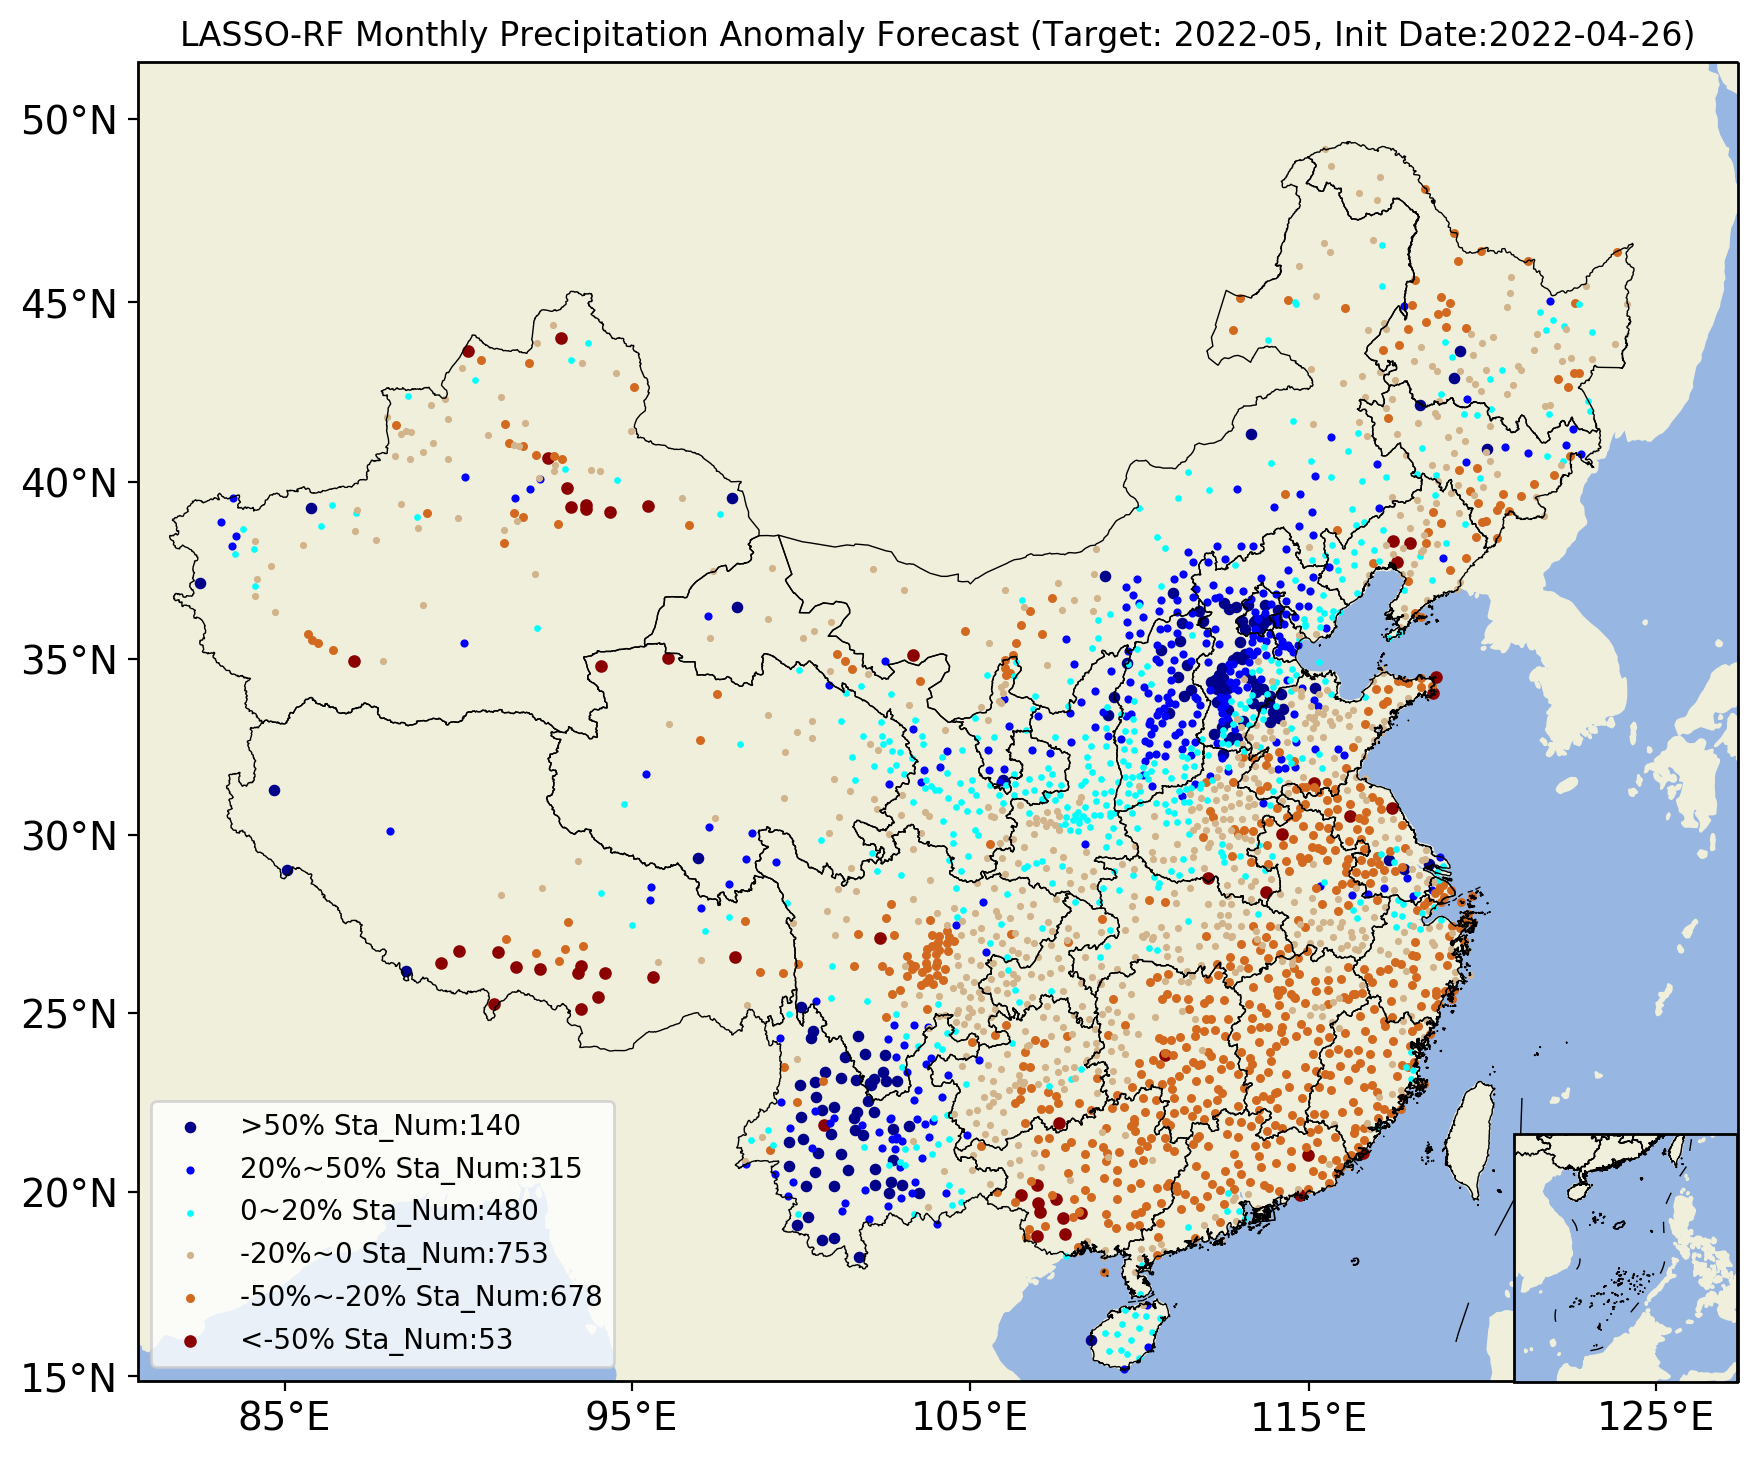 LASSO-RF Monthly Precipitation Anomaly Forecast (Target: 2022-05, Init Date:2022-04-26)
50°N
45°N
40°N
35°N
30°N
25°N
20°N
15°N
>50% Sta_Num:140
20%~50% Sta_Num:315
0~20% Sta_Num:480
-20%~0 Sta_Num:753
-50%~-20% Sta_Num:678
<-50% Sta_Num:53
85°E 95°E 105°E 115°E 125°E